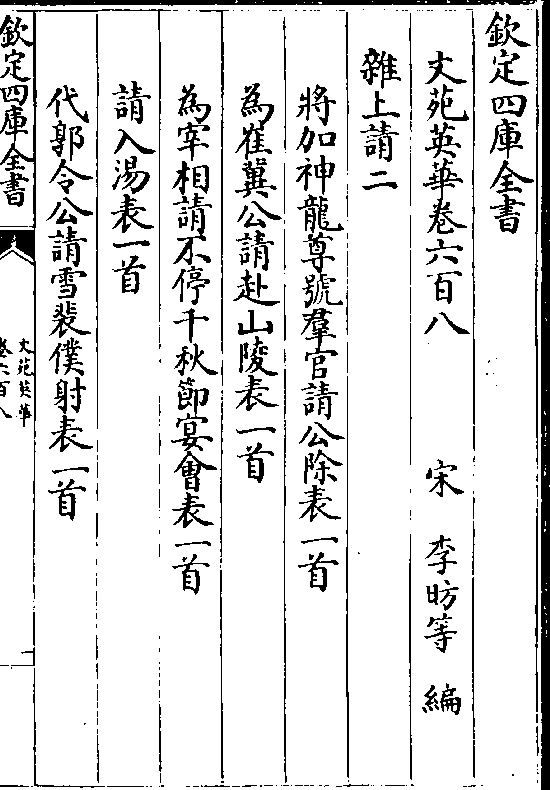 欽定四庫全書
文苑英華卷六百八 宋 李昉等 編
雜上請二
將加神龍尊號羣官請公除表一首
為崔冀公請赴山陵表一首
為宰相請不停千秋節宴會表一首
請入湯表一首
代郭令公請雪裴僕射表一首
欽定四庫全書
文苑英華
卷六百八
一